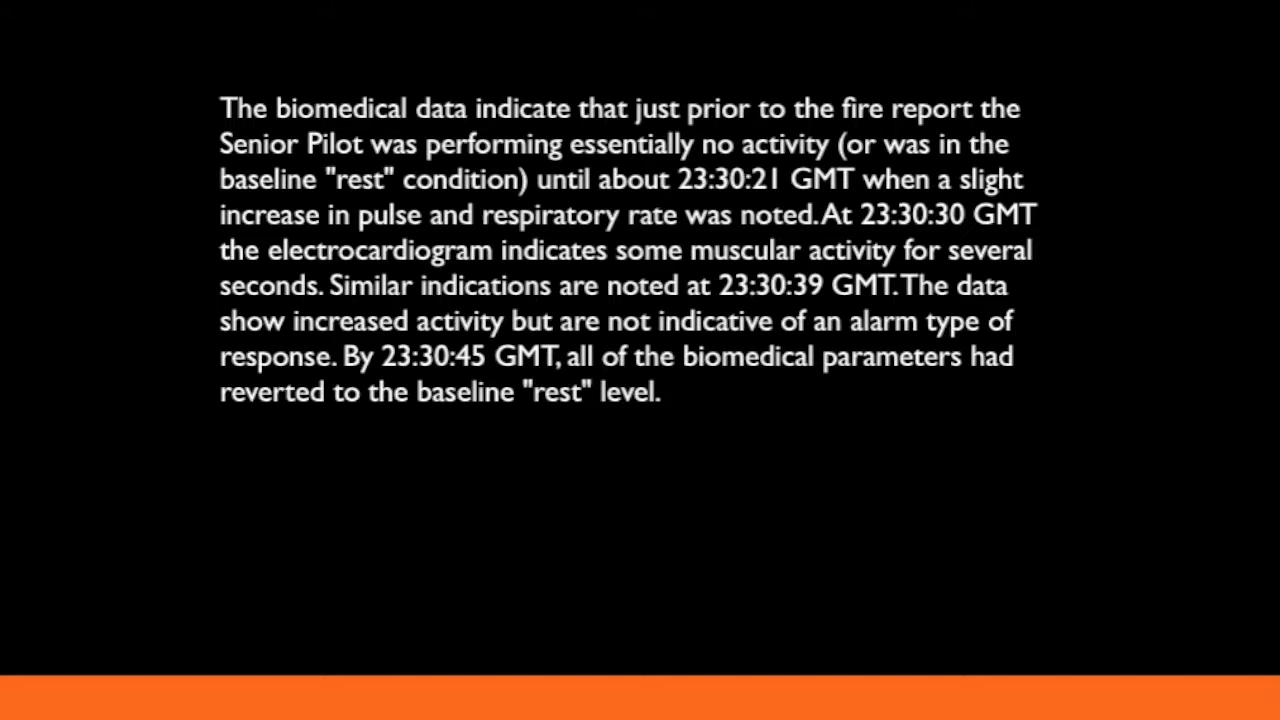 The biomedical data indicate that just prior to the fire report the
Senior Pilot was performing essentially no activity (or was in the
baseline "rest" condition) until about 23:30:21 GMT when a slight
increase in pulse and respiratory rate was noted. At 23:30:30 GMT
the electrocardiogram indicates some muscular activity for several
seconds. Similar indications are noted at 23:30:39 GMT. The data
show increased activity but are not indicative of an alarm type of
response. By 23:30:45 GMT, all of the biomedical parameters had
reverted to the baseline "rest" level.